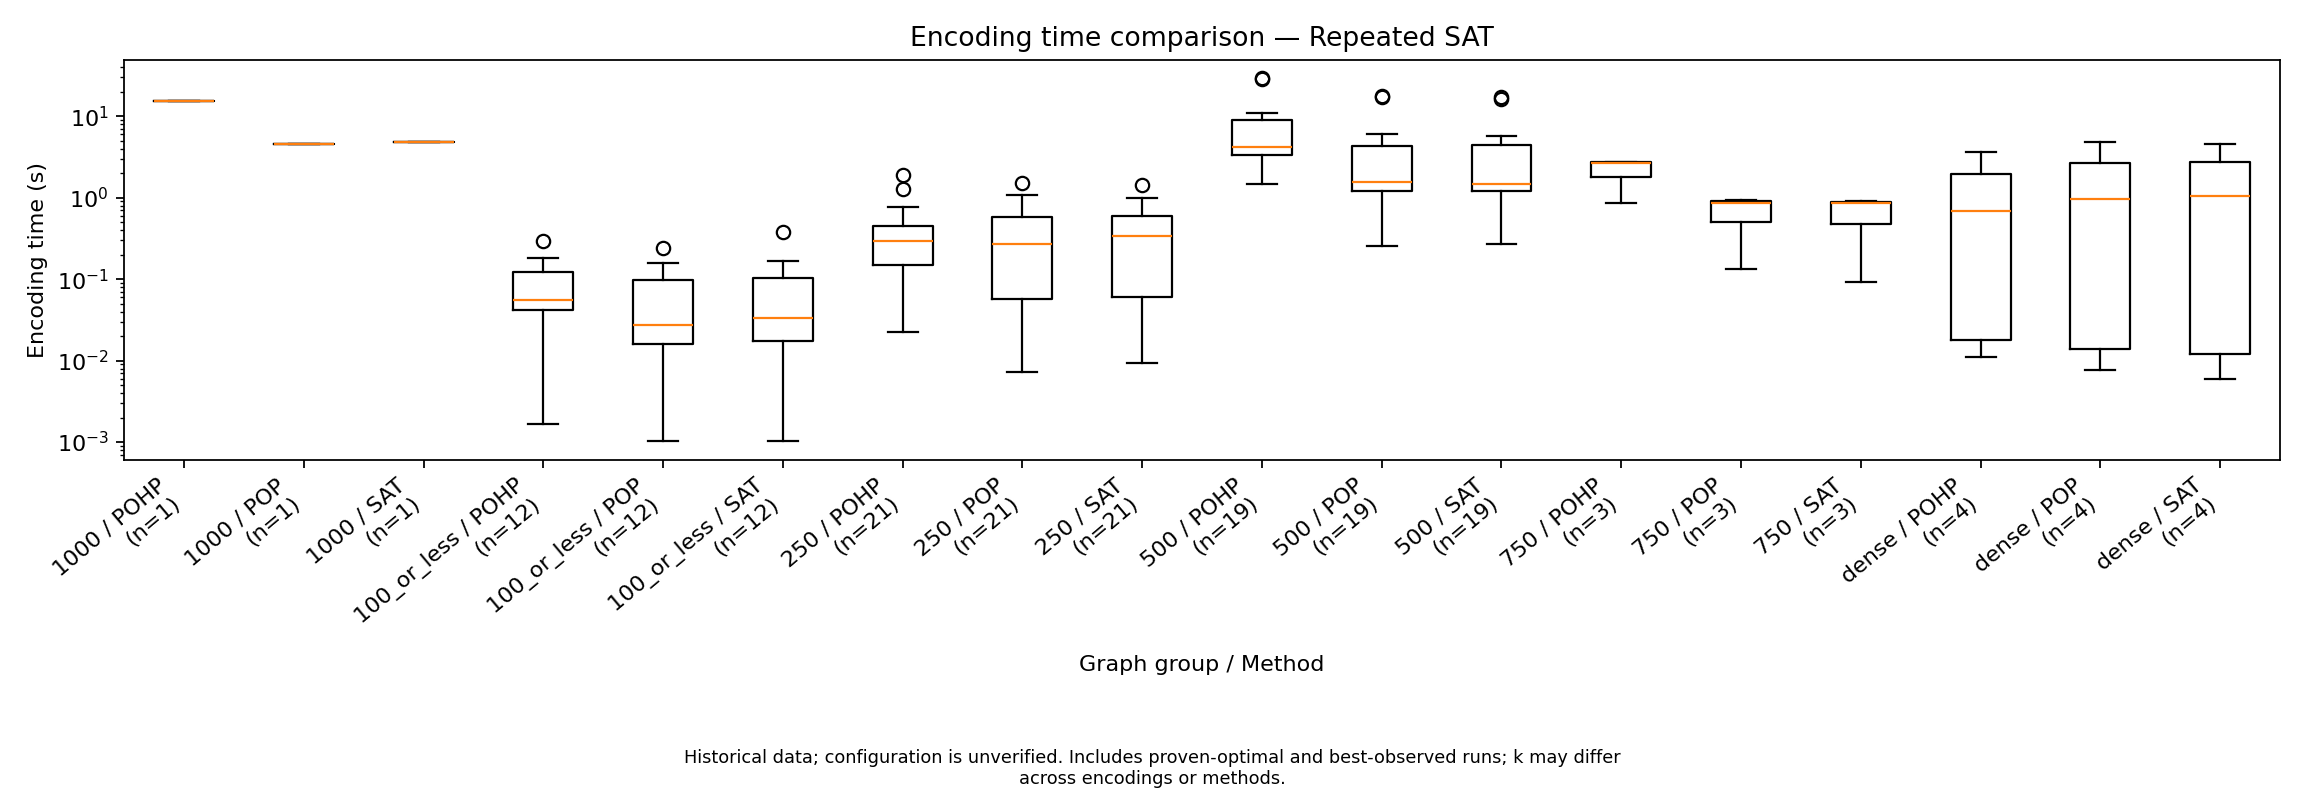 Encoding time comparison — Repeated SAT
Encoding time (s)
10¹
10⁰
10⁻¹
10⁻²
10⁻³
1000 / POHP
(n=1)
1000 / POP
(n=1)
1000 / SAT
(n=1)
100_or_less / POHP
(n=12)
100_or_less / POP
(n=12)
100_or_less / SAT
(n=12)
250 / POHP
(n=21)
250 / POP
(n=21)
250 / SAT
(n=21)
500 / POHP
(n=19)
500 / POP
(n=19)
500 / SAT
(n=19)
750 / POHP
(n=3)
750 / POP
(n=3)
750 / SAT
(n=3)
dense / POHP
(n=4)
dense / POP
(n=4)
dense / SAT
(n=4)
Graph group / Method
Historical data; configuration is unverified. Includes proven-optimal and best-observed runs; k may differ
across encodings or methods.